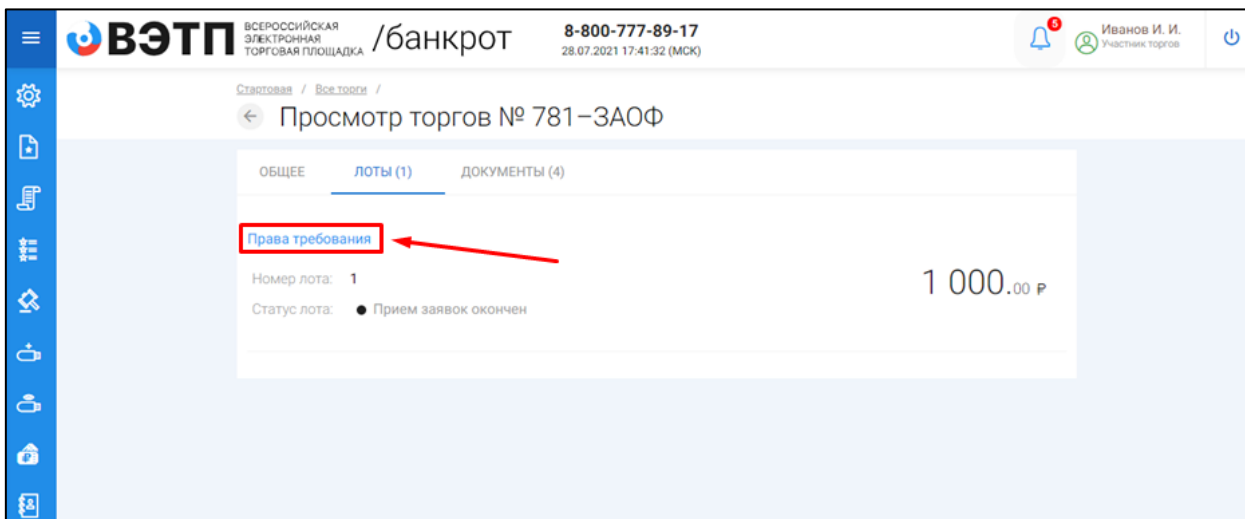 ВЭТП
ВСЕРОССИЙСКАЯ
ЭЛЕКТРОННАЯ
ТОРГОВАЯ ПЛОЩАДКА
/банкрот
8-800-777-89-17
28.07.2021 17:41:32 (МСК)
5
Иванов И. И.
Участник торгов
Стартовая / Все торги /
Просмотр торгов № 781–ЗАОФ
ОБЩЕЕ ЛОТЫ (1) ДОКУМЕНТЫ (4)
Права требования
Номер лота: 1
1 000.00 ₽
Статус лота: ● Прием заявок окончен